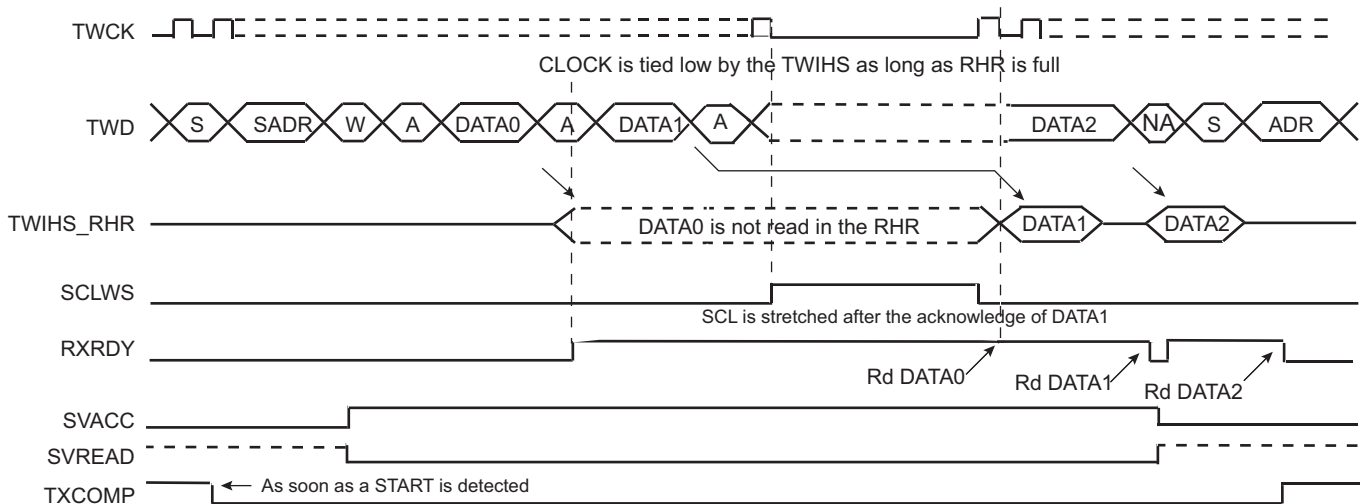 TWCK
CLOCK is tied low by the TWIHS as long as RHR is full
TWD S SADR W A DATA0 A DATA1 A DATA2 NA S ADR
TWIHS_RHR DATA0 is not read in the RHR DATA1 DATA2
SCLWS
SCL is stretched after the acknowledge of DATA1
RXRDY
Rd DATA0 Rd DATA1 Rd DATA2
SVACC
SVREAD
TXCOMP As soon as a START is detected